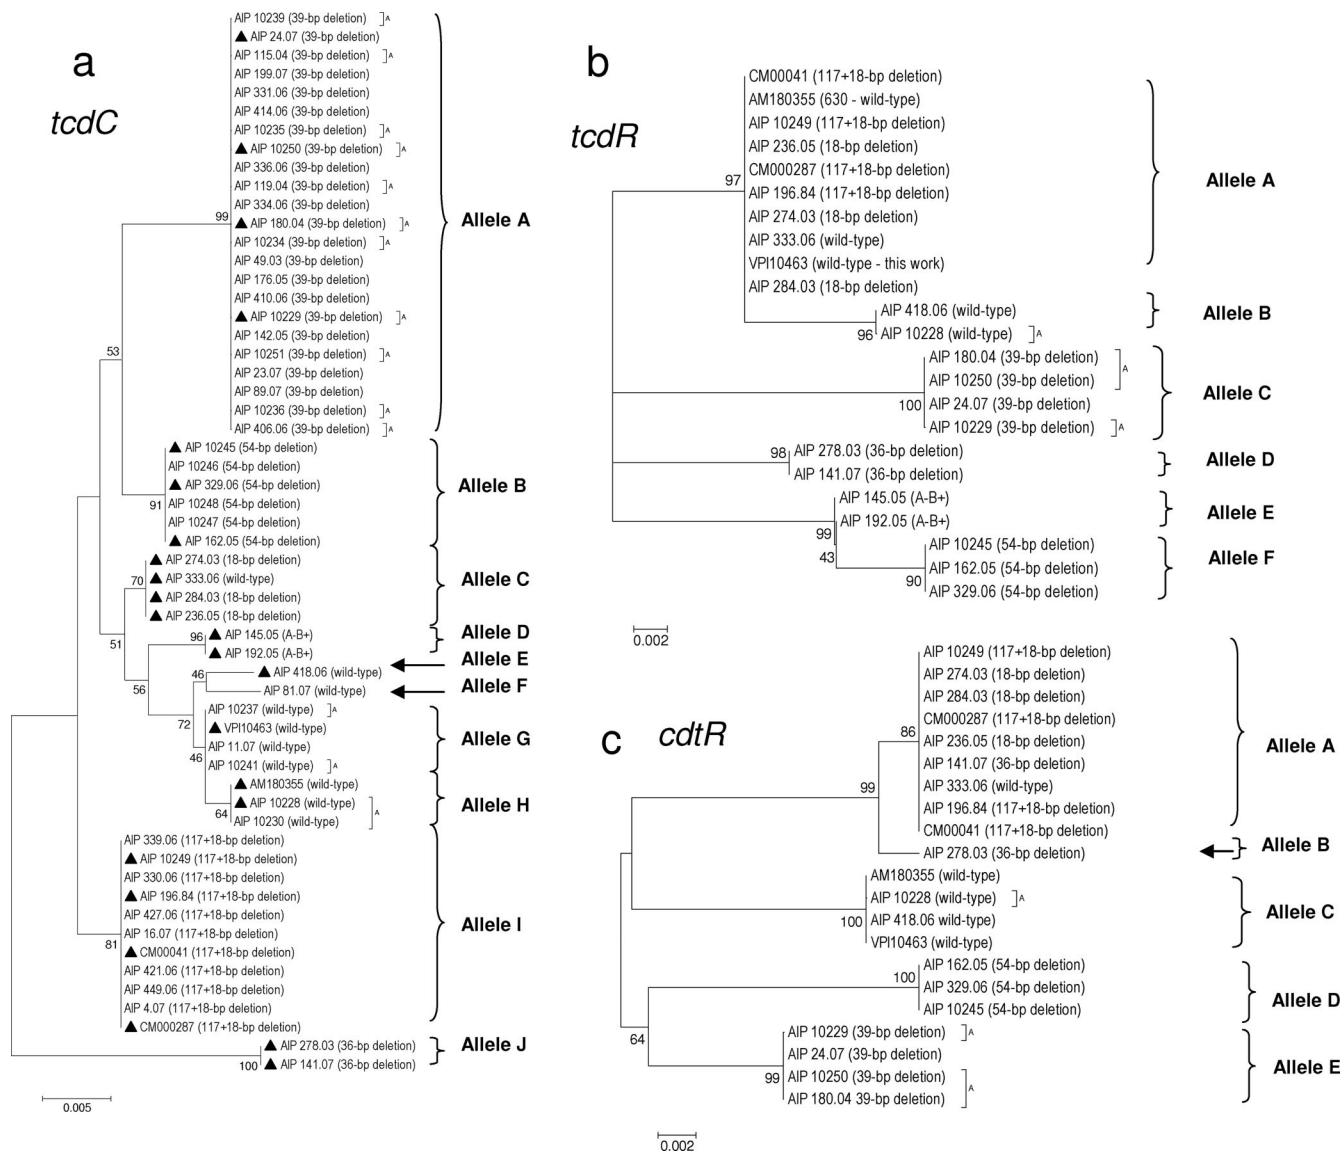 a
tcdC
AIP 10239 (39-bp deletion) A
AIP 24.07 (39-bp deletion)
AIP 115.04 (39-bp deletion) A
AIP 199.07 (39-bp deletion)
AIP 331.06 (39-bp deletion)
AIP 414.06 (39-bp deletion)
AIP 10235 (39-bp deletion) A
AIP 10250 (39-bp deletion) A
AIP 336.06 (39-bp deletion)
AIP 119.04 (39-bp deletion) A
AIP 334.06 (39-bp deletion)
99
AIP 180.04 (39-bp deletion) A
Allele A
AIP 10234 (39-bp deletion) A
AIP 49.03 (39-bp deletion)
AIP 176.05 (39-bp deletion)
AIP 410.06 (39-bp deletion)
AIP 10229 (39-bp deletion) A
AIP 142.05 (39-bp deletion)
53
AIP 10251 (39-bp deletion) A
AIP 23.07 (39-bp deletion)
AIP 89.07 (39-bp deletion)
AIP 10236 (39-bp deletion) A
AIP 406.06 (39-bp deletion) A
AIP 10245 (54-bp deletion)
AIP 10246 (54-bp deletion)
AIP 329.06 (54-bp deletion)
Allele B
91
AIP 10248 (54-bp deletion)
AIP 10247 (54-bp deletion)
AIP 162.05 (54-bp deletion)
AIP 274.03 (18-bp deletion)
70
AIP 333.06 (wild-type)
Allele C
AIP 284.03 (18-bp deletion)
AIP 236.05 (18-bp deletion)
51
96
AIP 145.05 (A-B+)
Allele D
AIP 192.05 (A-B+)
Allele E
46
AIP 418.06 (wild-type)
56
AIP 81.07 (wild-type)
Allele F
AIP 10237 (wild-type) A
72
VPI10463 (wild-type)
Allele G
AIP 11.07 (wild-type)
46
AIP 10241 (wild-type) A
AM180355 (wild-type)
AIP 10228 (wild-type)
A
Allele H
64
AIP 10230 (wild-type)
AIP 339.06 (117+18-bp deletion)
AIP 10249 (117+18-bp deletion)
AIP 330.06 (117+18-bp deletion)
AIP 196.84 (117+18-bp deletion)
AIP 427.06 (117+18-bp deletion)
Allele I
AIP 16.07 (117+18-bp deletion)
81
CM00041 (117+18-bp deletion)
AIP 421.06 (117+18-bp deletion)
AIP 449.06 (117+18-bp deletion)
AIP 4.07 (117+18-bp deletion)
CM000287 (117+18-bp deletion)
AIP 278.03 (36-bp deletion)
Allele J
100
AIP 141.07 (36-bp deletion)
0.005
b
tcdR
CM00041 (117+18-bp deletion)
AM180355 (630 - wild-type)
AIP 10249 (117+18-bp deletion)
AIP 236.05 (18-bp deletion)
CM000287 (117+18-bp deletion)
97
Allele A
AIP 196.84 (117+18-bp deletion)
AIP 274.03 (18-bp deletion)
AIP 333.06 (wild-type)
VPI10463 (wild-type - this work)
AIP 284.03 (18-bp deletion)
AIP 418.06 (wild-type)
Allele B
96
AIP 10228 (wild-type) A
AIP 180.04 (39-bp deletion)
A
AIP 10250 (39-bp deletion)
Allele C
100
AIP 24.07 (39-bp deletion)
AIP 10229 (39-bp deletion) A
98
AIP 278.03 (36-bp deletion)
Allele D
AIP 141.07 (36-bp deletion)
AIP 145.05 (A-B+)
Allele E
AIP 192.05 (A-B+)
99
AIP 10245 (54-bp deletion)
43
Allele F
AIP 162.05 (54-bp deletion)
90
AIP 329.06 (54-bp deletion)
0.002
c
cdtR
AIP 10249 (117+18-bp deletion)
AIP 274.03 (18-bp deletion)
AIP 284.03 (18-bp deletion)
CM000287 (117+18-bp deletion)
86
AIP 236.05 (18-bp deletion)
Allele A
AIP 141.07 (36-bp deletion)
99
AIP 333.06 (wild-type)
AIP 196.84 (117+18-bp deletion)
CM00041 (117+18-bp deletion)
Allele B
AIP 278.03 (36-bp deletion)
AM180355 (wild-type)
AIP 10228 (wild-type) A
Allele C
100
AIP 418.06 wild-type)
VPI10463 (wild-type)
AIP 162.05 (54-bp deletion)
100
AIP 329.06 (54-bp deletion)
Allele D
AIP 10245 (54-bp deletion)
AIP 10229 (39-bp deletion) A
64
AIP 24.07 (39-bp deletion)
Allele E
99
AIP 10250 (39-bp deletion)
A
AIP 180.04 39-bp deletion)
0.002